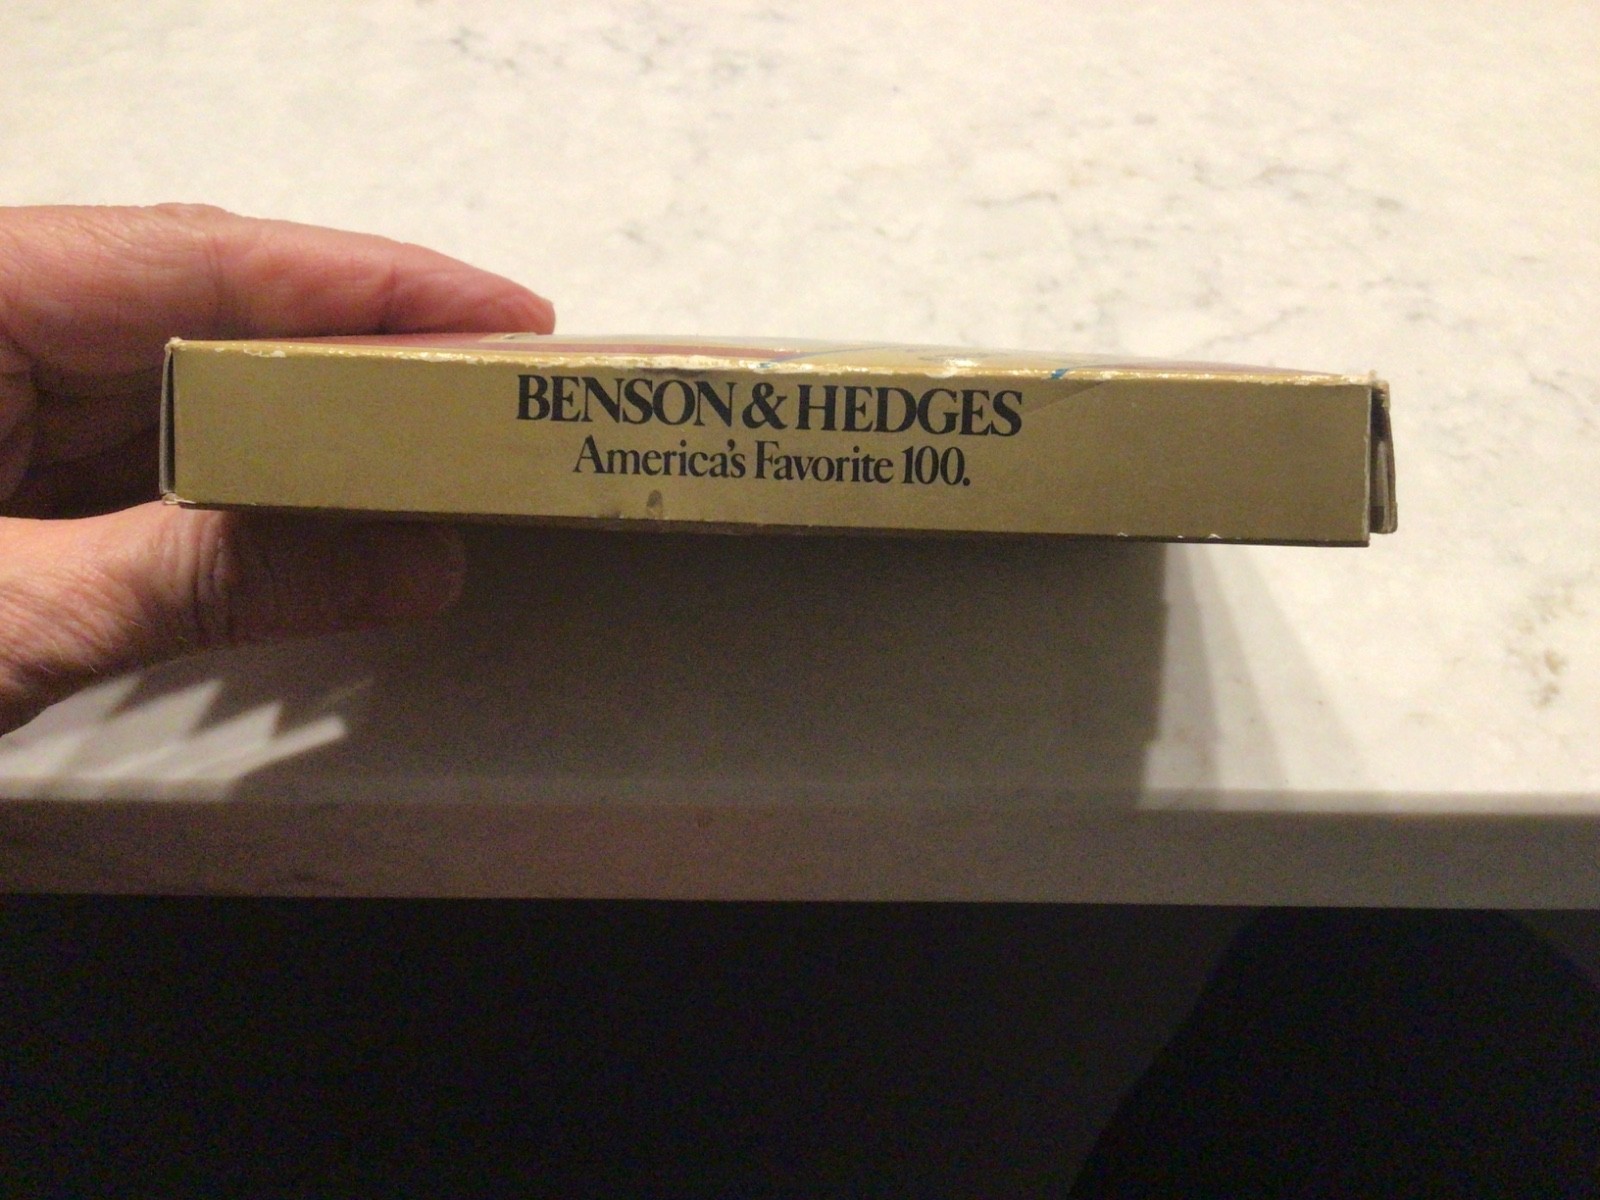 BENSON & HEDGES
America's Favorite 100.